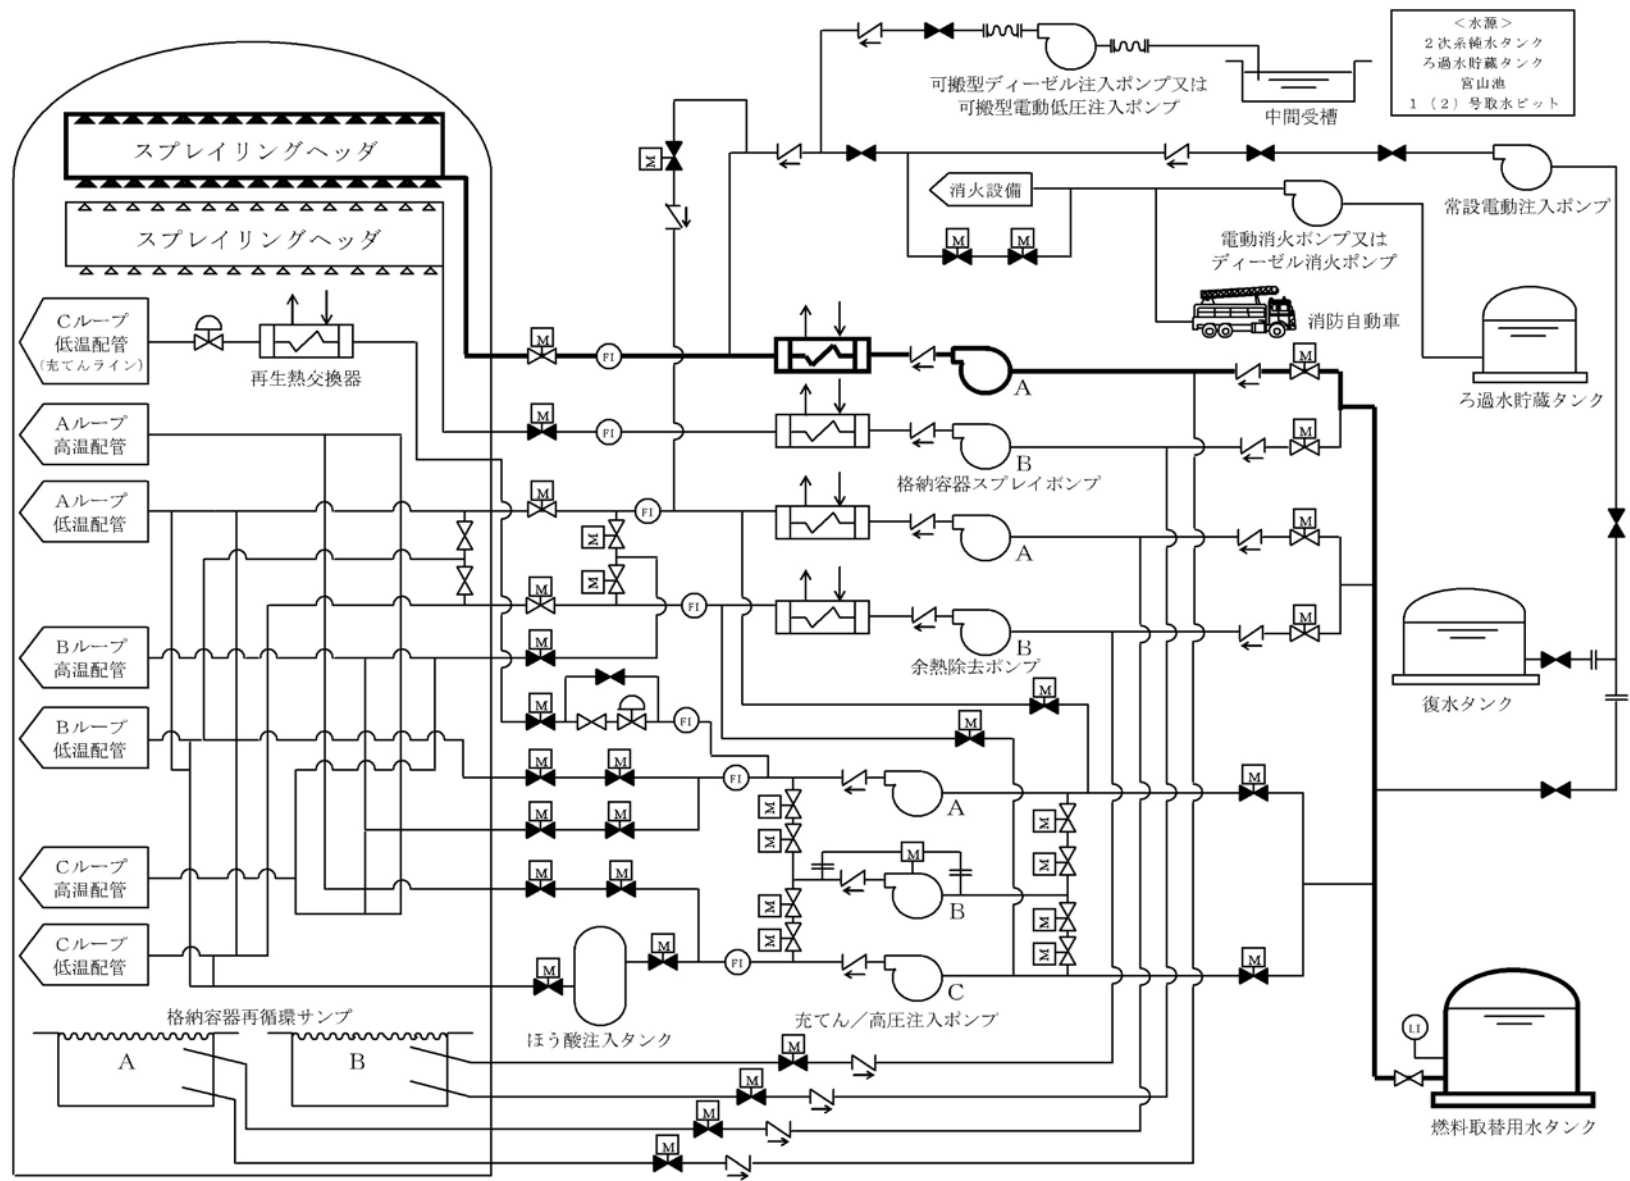 <水源>
2次系純水タンク
ろ過水貯蔵タンク
宮山池
1(2)号取水ピット
可搬型ディーゼル注入ポンプ又は
可搬型電動低圧注入ポンプ
中間受槽
スプレイリングヘッダ
M
消火設備
常設電動注入ポンプ
スプレイリングヘッダ
M
M
電動消火ポンプ又は
ディーゼル消火ポンプ
消防自動車
Cループ
低温配管
(充てんライン)
再生熱交換器
M
FI
A
M
ろ過水貯蔵タンク
Aループ
高温配管
M
FI
B
M
格納容器スプレイポンプ
Aループ
低温配管
M
FI
M
A
M
M
M
FI
B
M
余熱除去ポンプ
Bループ
高温配管
M
M
復水タンク
Bループ
低温配管
M
FI
M
M
M
FI
A
M
M
M
M
M
M
M
M
Cループ
高温配管
M
M
B
M
M
M
M
Cループ
低温配管
M
M
FI
C
M
格納容器再循環サンプ
ほう酸注入タンク
充てん/高圧注入ポンプ
A
B
M
M
M
M
LI
燃料取替用水タンク